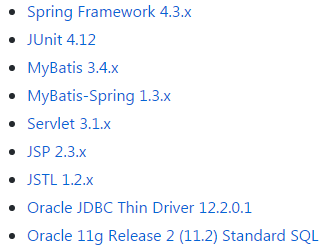 Spring Framework 4.3.x
JUnit 4.12
MyBatis 3.4.x
MyBatis-Spring 1.3.x
Servlet 3.1.x
JSP 2.3.x
JSTL 1.2.x
Oracle JDBC Thin Driver 12.2.0.1
Oracle 11g Release 2 (11.2) Standard SQL